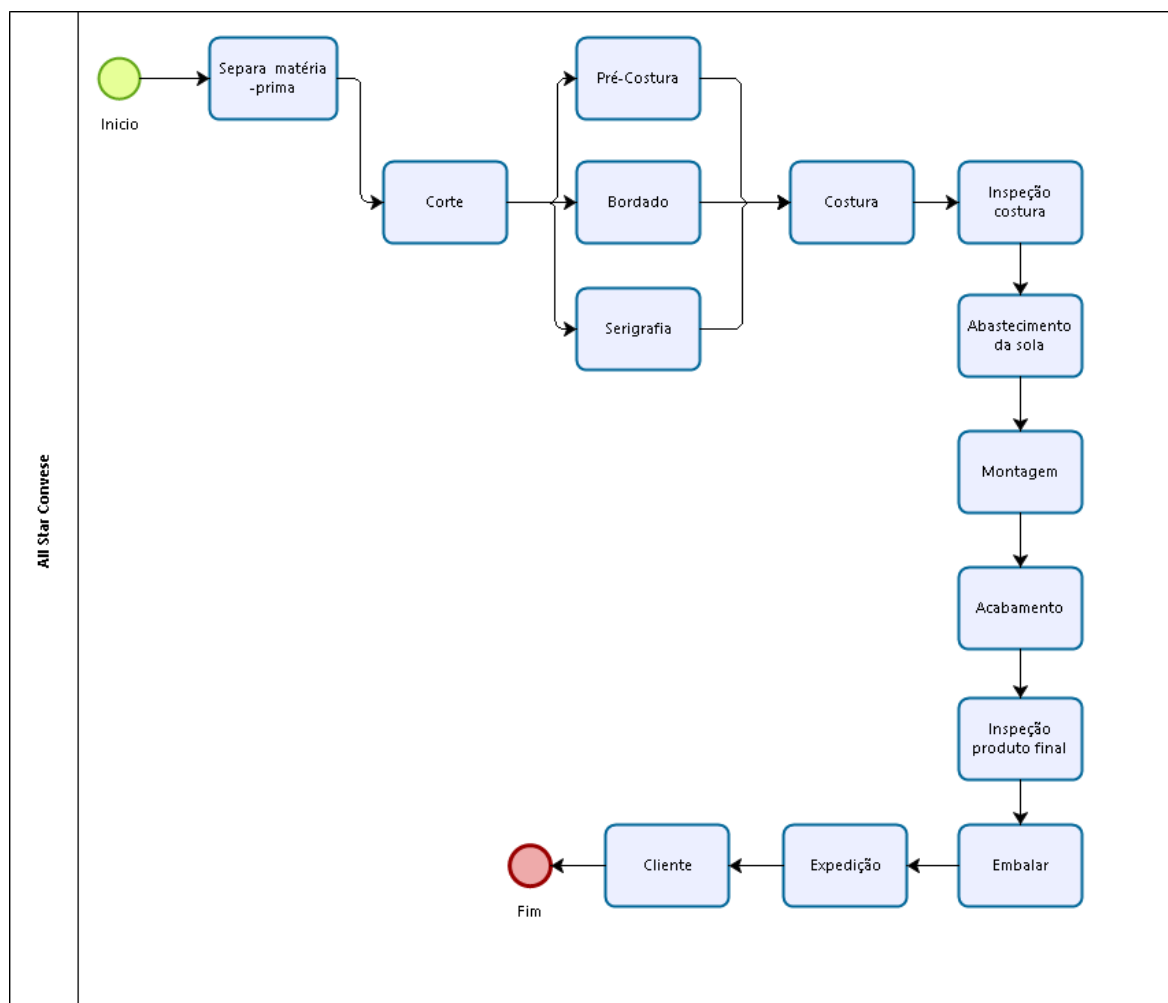 All Star Convese
Inicio
Separa matéria
-prima
Corte
Pré-Costura
Bordado
Serigrafia
Costura
Inspeção
costura
Abastecimento
da sola
Montagem
Acabamento
Inspeção
produto final
Embalar
Expedição
Cliente
Fim